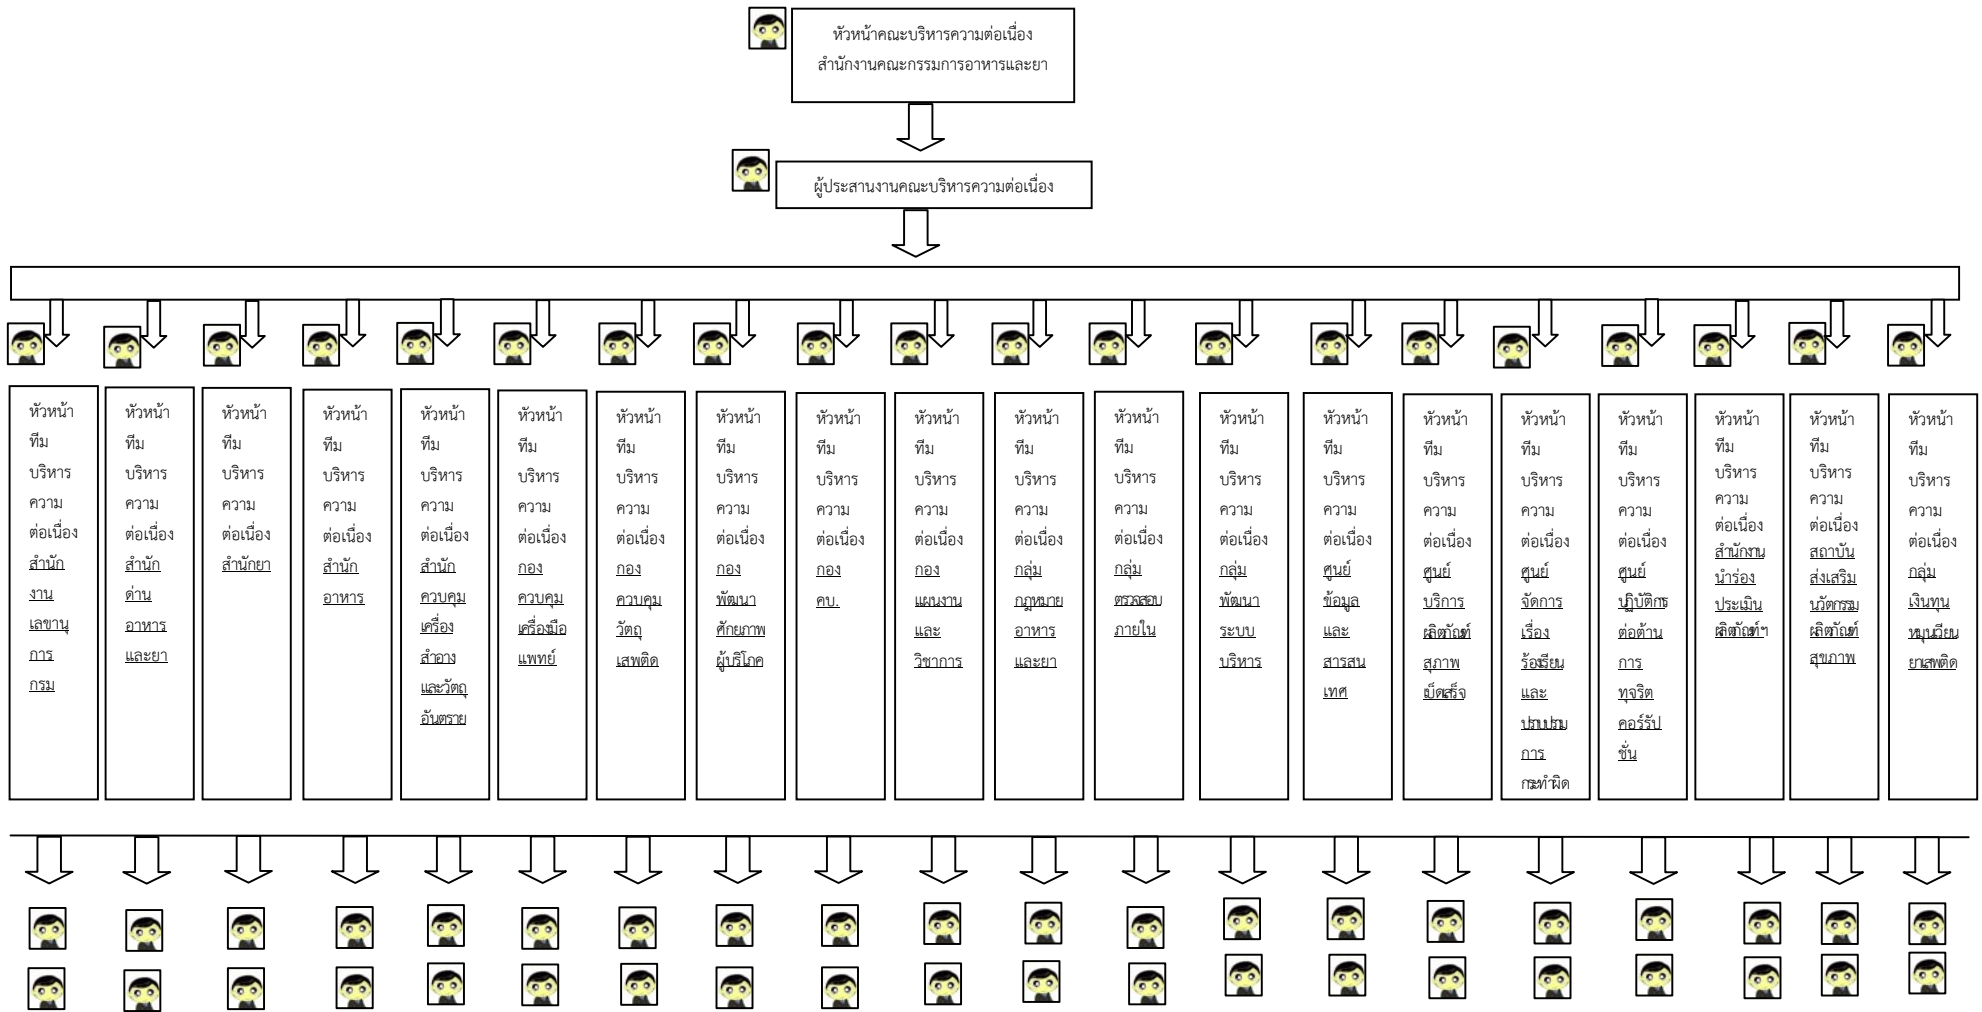 หัวหน้าคณะบริหารความต่อเนื่อง
สำนักงานคณะกรรมการอาหารและยา
ผู้ประสานงานคณะบริหารความต่อเนื่อง
หัวหน้า
ทีม
บริหาร
ความ
ต่อเนื่อง
สำนัก
งาน
เลขานุ
การ
กรม
หัวหน้า
ทีม
บริหาร
ความ
ต่อเนื่อง
สำนัก
ด่าน
อาหาร
และยา
หัวหน้า
ทีม
บริหาร
ความ
ต่อเนื่อง
สำนักยา
หัวหน้า
ทีม
บริหาร
ความ
ต่อเนื่อง
สำนัก
อาหาร
หัวหน้า
ทีม
บริหาร
ความ
ต่อเนื่อง
สำนัก
ควบคุม
เครื่อง
สำอาง
และวัตถุ
อันตราย
หัวหน้า
ทีม
บริหาร
ความ
ต่อเนื่อง
กอง
ควบคุม
เครื่องมือ
แพทย์
หัวหน้า
ทีม
บริหาร
ความ
ต่อเนื่อง
กอง
ควบคุม
วัตถุ
เสพติด
หัวหน้า
ทีม
บริหาร
ความ
ต่อเนื่อง
กอง
พัฒนา
ศักยภาพ
ผู้บริโภค
หัวหน้า
ทีม
บริหาร
ความ
ต่อเนื่อง
กอง
คบ.
หัวหน้า
ทีม
บริหาร
ความ
ต่อเนื่อง
กอง
แผนงาน
และ
วิชาการ
หัวหน้า
ทีม
บริหาร
ความ
ต่อเนื่อง
กลุ่ม
กฎหมาย
อาหาร
และยา
หัวหน้า
ทีม
บริหาร
ความ
ต่อเนื่อง
กลุ่ม
ตรวจสอบ
ภายใน
หัวหน้า
ทีม
บริหาร
ความ
ต่อเนื่อง
กลุ่ม
พัฒนา
ระบบ
บริหาร
หัวหน้า
ทีม
บริหาร
ความ
ต่อเนื่อง
ศูนย์
ข้อมูล
และ
สารสน
เทศ
หัวหน้า
ทีม
บริหาร
ความ
ต่อเนื่อง
ศูนย์
บริการ
ผลิตภัณฑ์
สุภาพ
เบ็ดเสร็จ
หัวหน้า
ทีม
บริหาร
ความ
ต่อเนื่อง
ศูนย์
จัดการ
เรื่อง
ร้องเรียน
และ
ปราบปราม
การ
กระทำผิด
หัวหน้า
ทีม
บริหาร
ความ
ต่อเนื่อง
ศูนย์
ปฏิบัติการ
ต่อต้าน
การ
ทุจริต
คอร์รัป
ชั่น
หัวหน้า
ทีม
บริหาร
ความ
ต่อเนื่อง
สำนักงาน
นำร่อง
ประเมิน
ผลิตภัณฑ์ฯ
หัวหน้า
ทีม
บริหาร
ความ
ต่อเนื่อง
สถาบัน
ส่งเสริม
นวัตกรรม
ผลิตภัณฑ์
สุขภาพ
หัวหน้า
ทีม
บริหาร
ความ
ต่อเนื่อง
กลุ่ม
เงินทุน
หมุนเวียน
ยาเสพติด